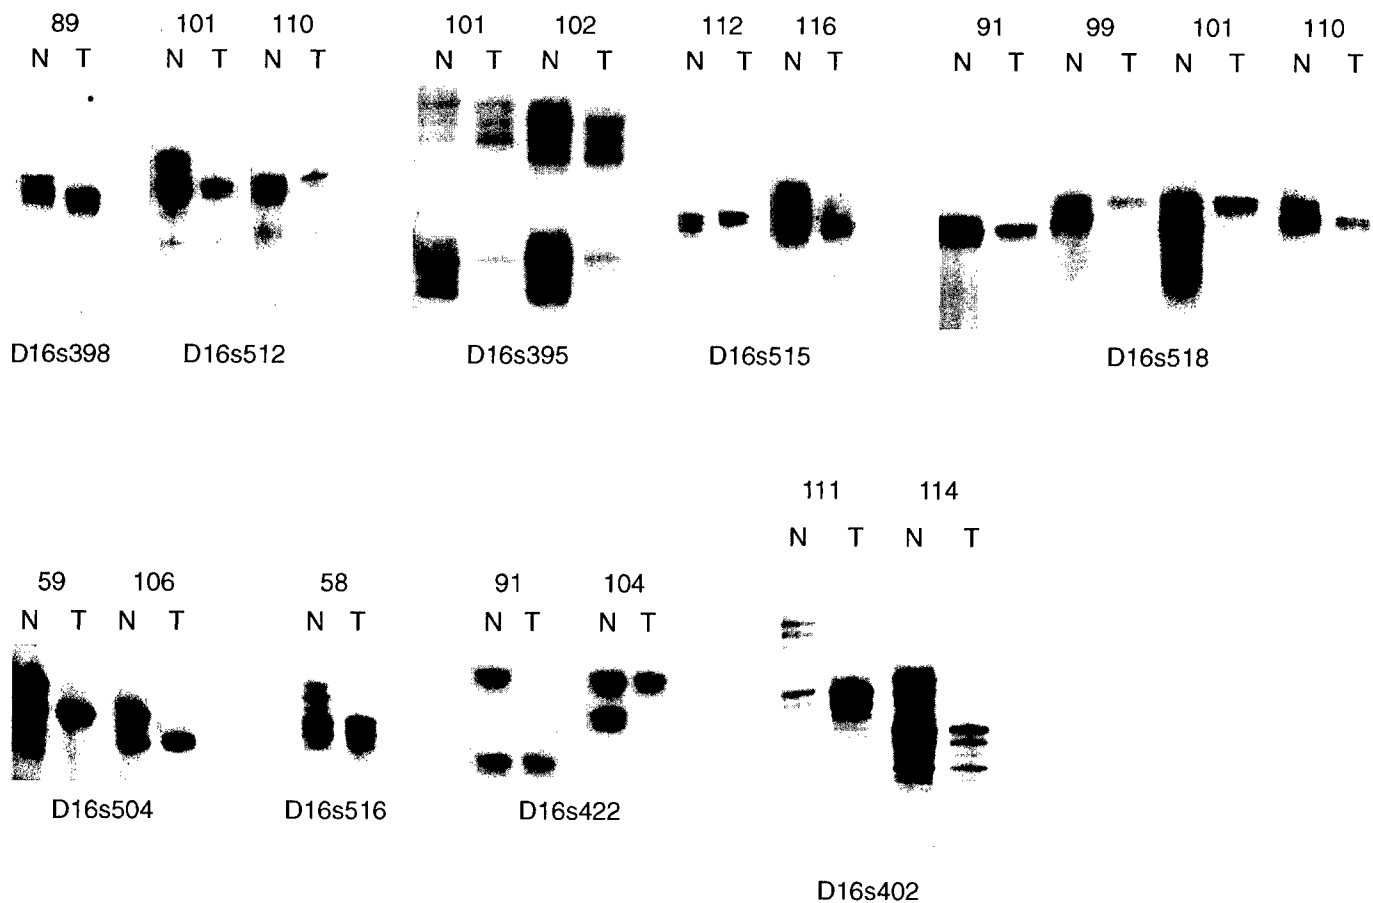 89 101 110 101 102 112 116 91 99 101 110
N T N T N T N T N T N T N T N T N T N T N T
D16s398 D16s512 D16s395 D16s515 D16s518
111 114
N T N T
59 106 58 91 104
N T N T N T N T N T
D16s504 D16s516 D16s422
D16s402